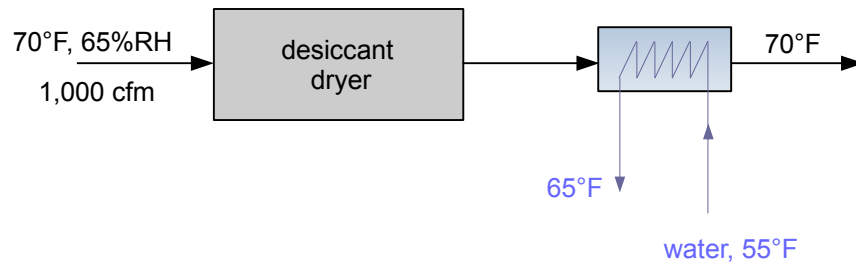 70°F, 65%RH
1,000 cfm
desiccant
dryer
70°F
65°F
water, 55°F